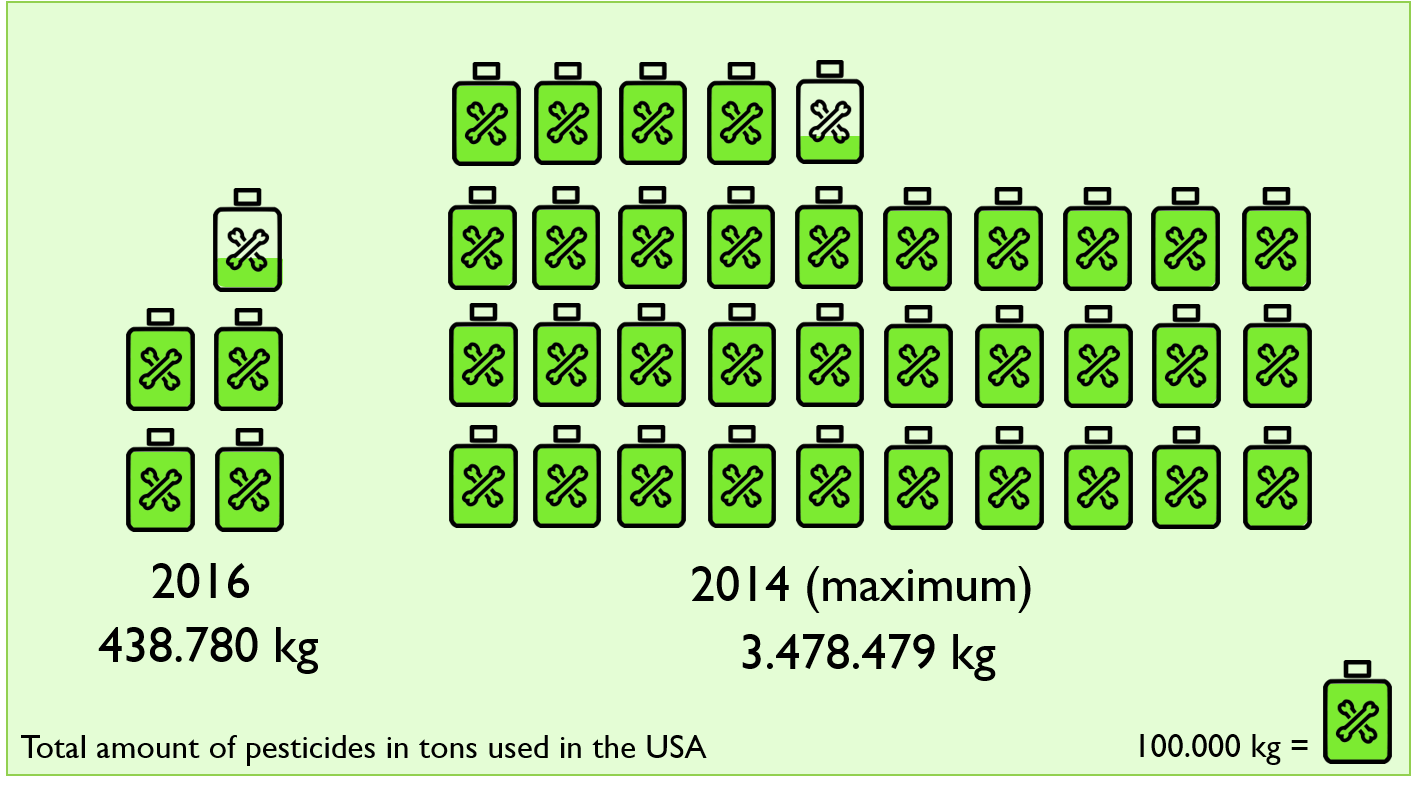 2016
438.780 kg
2014 (maximum)
3.478.479 kg
Total amount of pesticides in tons used in the USA
100.000 kg =